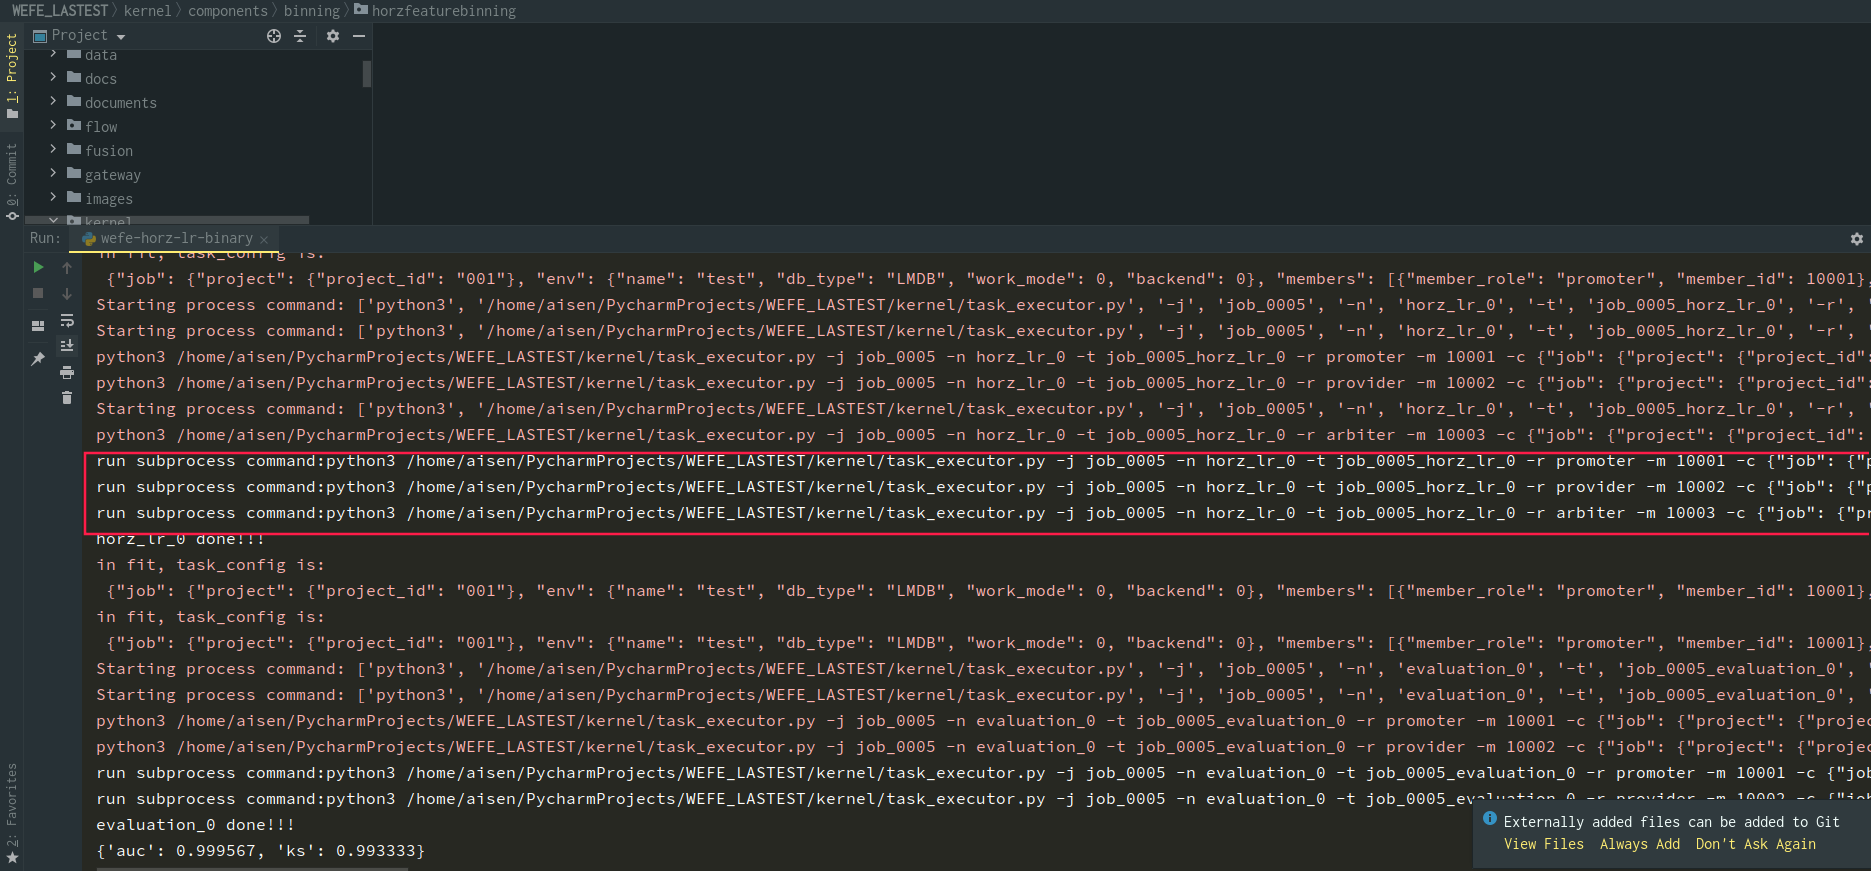 WEFE_LASTEST kernel components binning horzfeaturebinning
Project
1: Project
0: Commit
2: Favorites
data
docs
documents
flow
fusion
gateway
images
kernel
Run: wefe-horz-lr-binary
in fit, task_config is:
{"job": {"project": {"project_id": "001"}, "env": {"name": "test", "db_type": "LMDB", "work_mode": 0, "backend": 0}, "members": [{"member_role": "promoter", "member_id": 10001},
Starting process command: ['python3', '/home/aisen/PycharmProjects/WEFE_LASTEST/kernel/task_executor.py', '-j', 'job_0005', '-n', 'horz_lr_0', '-t', 'job_0005_horz_lr_0', '-r', '
Starting process command: ['python3', '/home/aisen/PycharmProjects/WEFE_LASTEST/kernel/task_executor.py', '-j', 'job_0005', '-n', 'horz_lr_0', '-t', 'job_0005_horz_lr_0', '-r', '
python3 /home/aisen/PycharmProjects/WEFE_LASTEST/kernel/task_executor.py -j job_0005 -n horz_lr_0 -t job_0005_horz_lr_0 -r promoter -m 10001 -c {"job": {"project": {"project_id":
python3 /home/aisen/PycharmProjects/WEFE_LASTEST/kernel/task_executor.py -j job_0005 -n horz_lr_0 -t job_0005_horz_lr_0 -r provider -m 10002 -c {"job": {"project": {"project_id":
Starting process command: ['python3', '/home/aisen/PycharmProjects/WEFE_LASTEST/kernel/task_executor.py', '-j', 'job_0005', '-n', 'horz_lr_0', '-t', 'job_0005_horz_lr_0', '-r', '
python3 /home/aisen/PycharmProjects/WEFE_LASTEST/kernel/task_executor.py -j job_0005 -n horz_lr_0 -t job_0005_horz_lr_0 -r arbiter -m 10003 -c {"job": {"project": {"project_id":
run subprocess command:python3 /home/aisen/PycharmProjects/WEFE_LASTEST/kernel/task_executor.py -j job_0005 -n horz_lr_0 -t job_0005_horz_lr_0 -r promoter -m 10001 -c {"job": {"p
run subprocess command:python3 /home/aisen/PycharmProjects/WEFE_LASTEST/kernel/task_executor.py -j job_0005 -n horz_lr_0 -t job_0005_horz_lr_0 -r provider -m 10002 -c {"job": {"p
run subprocess command:python3 /home/aisen/PycharmProjects/WEFE_LASTEST/kernel/task_executor.py -j job_0005 -n horz_lr_0 -t job_0005_horz_lr_0 -r arbiter -m 10003 -c {"job": {"pr
horz_lr_0 done!!!
in fit, task_config is:
{"job": {"project": {"project_id": "001"}, "env": {"name": "test", "db_type": "LMDB", "work_mode": 0, "backend": 0}, "members": [{"member_role": "promoter", "member_id": 10001},
in fit, task_config is:
{"job": {"project": {"project_id": "001"}, "env": {"name": "test", "db_type": "LMDB", "work_mode": 0, "backend": 0}, "members": [{"member_role": "promoter", "member_id": 10001},
Starting process command: ['python3', '/home/aisen/PycharmProjects/WEFE_LASTEST/kernel/task_executor.py', '-j', 'job_0005', '-n', 'evaluation_0', '-t', 'job_0005_evaluation_0', '
Starting process command: ['python3', '/home/aisen/PycharmProjects/WEFE_LASTEST/kernel/task_executor.py', '-j', 'job_0005', '-n', 'evaluation_0', '-t', 'job_0005_evaluation_0', '
python3 /home/aisen/PycharmProjects/WEFE_LASTEST/kernel/task_executor.py -j job_0005 -n evaluation_0 -t job_0005_evaluation_0 -r promoter -m 10001 -c {"job": {"project": {"projec
python3 /home/aisen/PycharmProjects/WEFE_LASTEST/kernel/task_executor.py -j job_0005 -n evaluation_0 -t job_0005_evaluation_0 -r provider -m 10002 -c {"job": {"project": {"projec
run subprocess command:python3 /home/aisen/PycharmProjects/WEFE_LASTEST/kernel/task_executor.py -j job_0005 -n evaluation_0 -t job_0005_evaluation_0 -r promoter -m 10001 -c {"job
run subprocess command:python3 /home/aisen/PycharmProjects/WEFE_LASTEST/kernel/task_executor.py -j job_0005 -n evaluation_0 -t job_0005_evaluation_0 -r provider -m 10002 -c {"job
evaluation_0 done!!!
{'auc': 0.999567, 'ks': 0.993333}
Externally added files can be added to Git
View Files Always Add Don't Ask Again